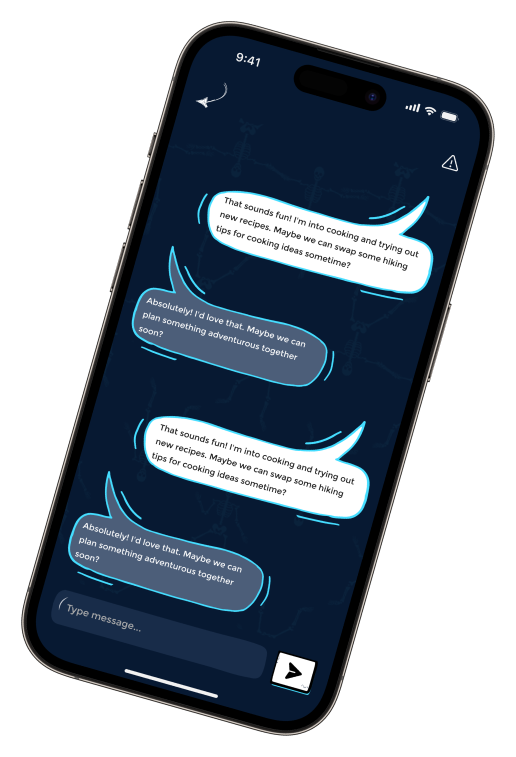 9:41
That sounds fun! I'm into cooking and trying out
new recipes. Maybe we can swap some hiking
tips for cooking ideas sometime?
Absolutely! I'd love that. Maybe we can
plan something adventurous together
soon?
That sounds fun! I'm into cooking and trying out
new recipes. Maybe we can swap some hiking
tips for cooking ideas sometime?
Absolutely! I'd love that. Maybe we can
plan something adventurous together
soon?
Type message...